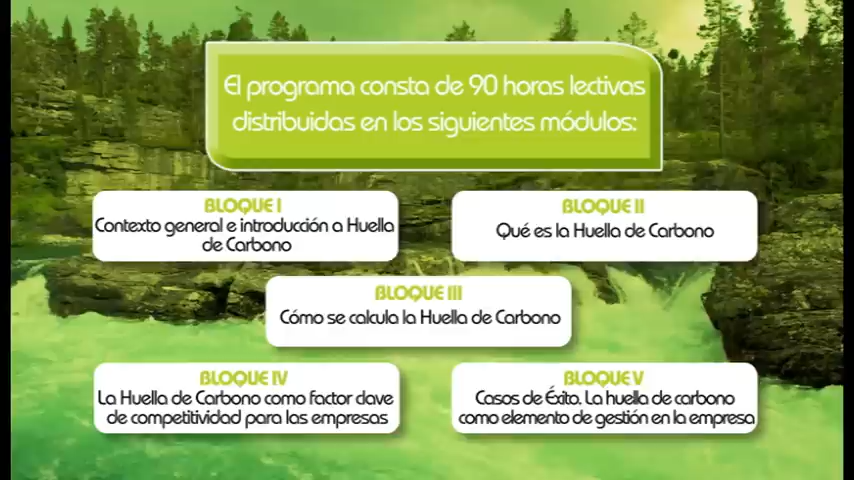 El programa consta de 90 horas lectivas
distribuidas en los siguientes módulos:
BLOQUE I
Contexto general e introducción a Huella
de Carbono
BLOQUE II
Qué es la Huella de Carbono
BLOQUE III
Cómo se calcula la Huella de Carbono
BLOQUE IV
La Huella de Carbono como factor clave
de competitividad para las empresas
BLOQUE V
Casos de Éxito. La huella de carbono
como elemento de gestión en la empresa